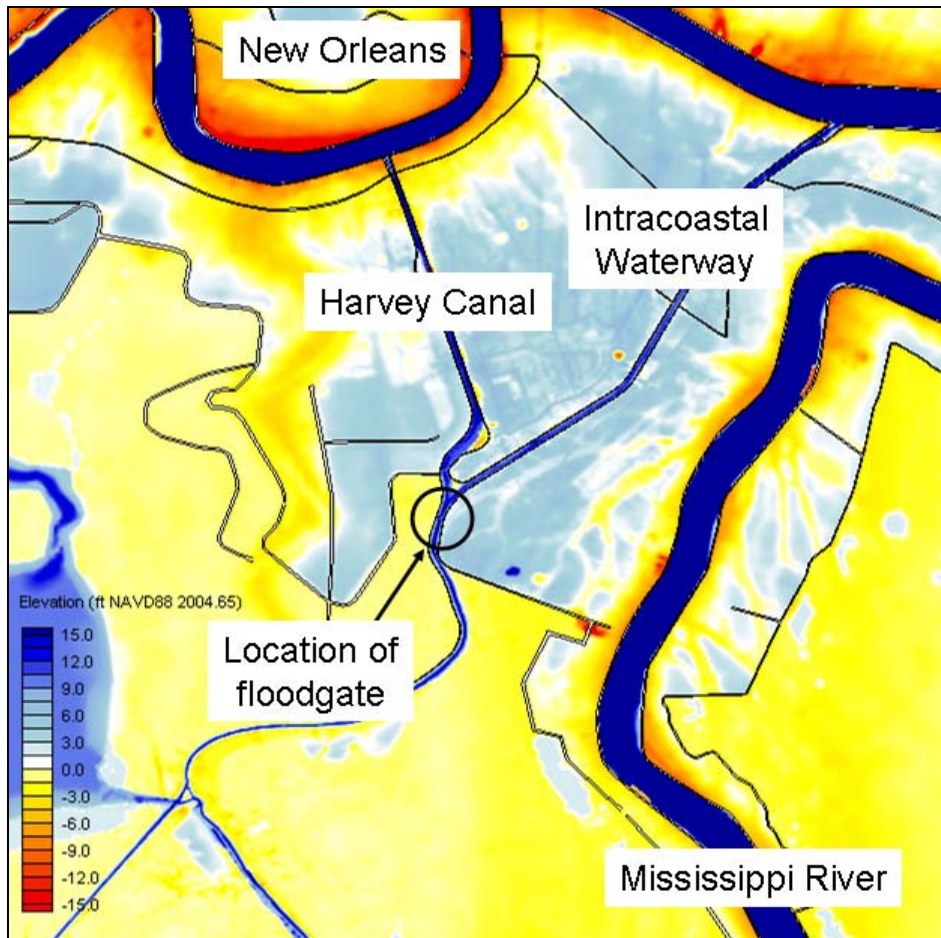 New Orleans
Intracoastal
Waterway
Harvey Canal
Elevation (ft NAVD88 2004.65)
15.0
12.0
9.0
6.0
3.0
0.0
-3.0
-6.0
-9.0
-12.0
-15.0
Location of
floodgate
Mississippi River